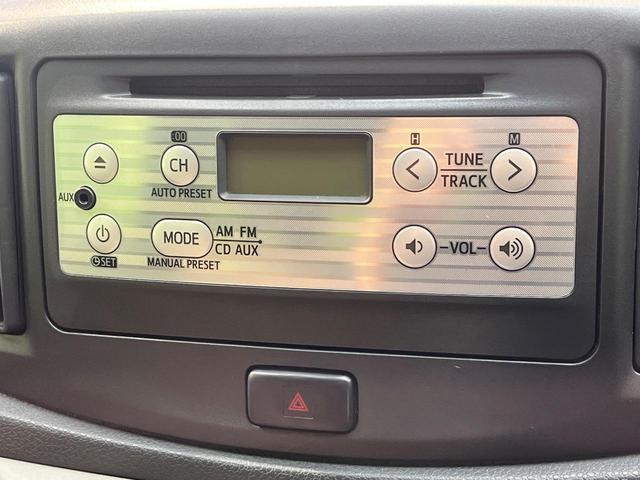 :00
H
M
CH
TUNE
TRACK
AUTO PRESET
AUX
MODE
AM FM
CD AUX
-VOL-
SET
MANUAL PRESET